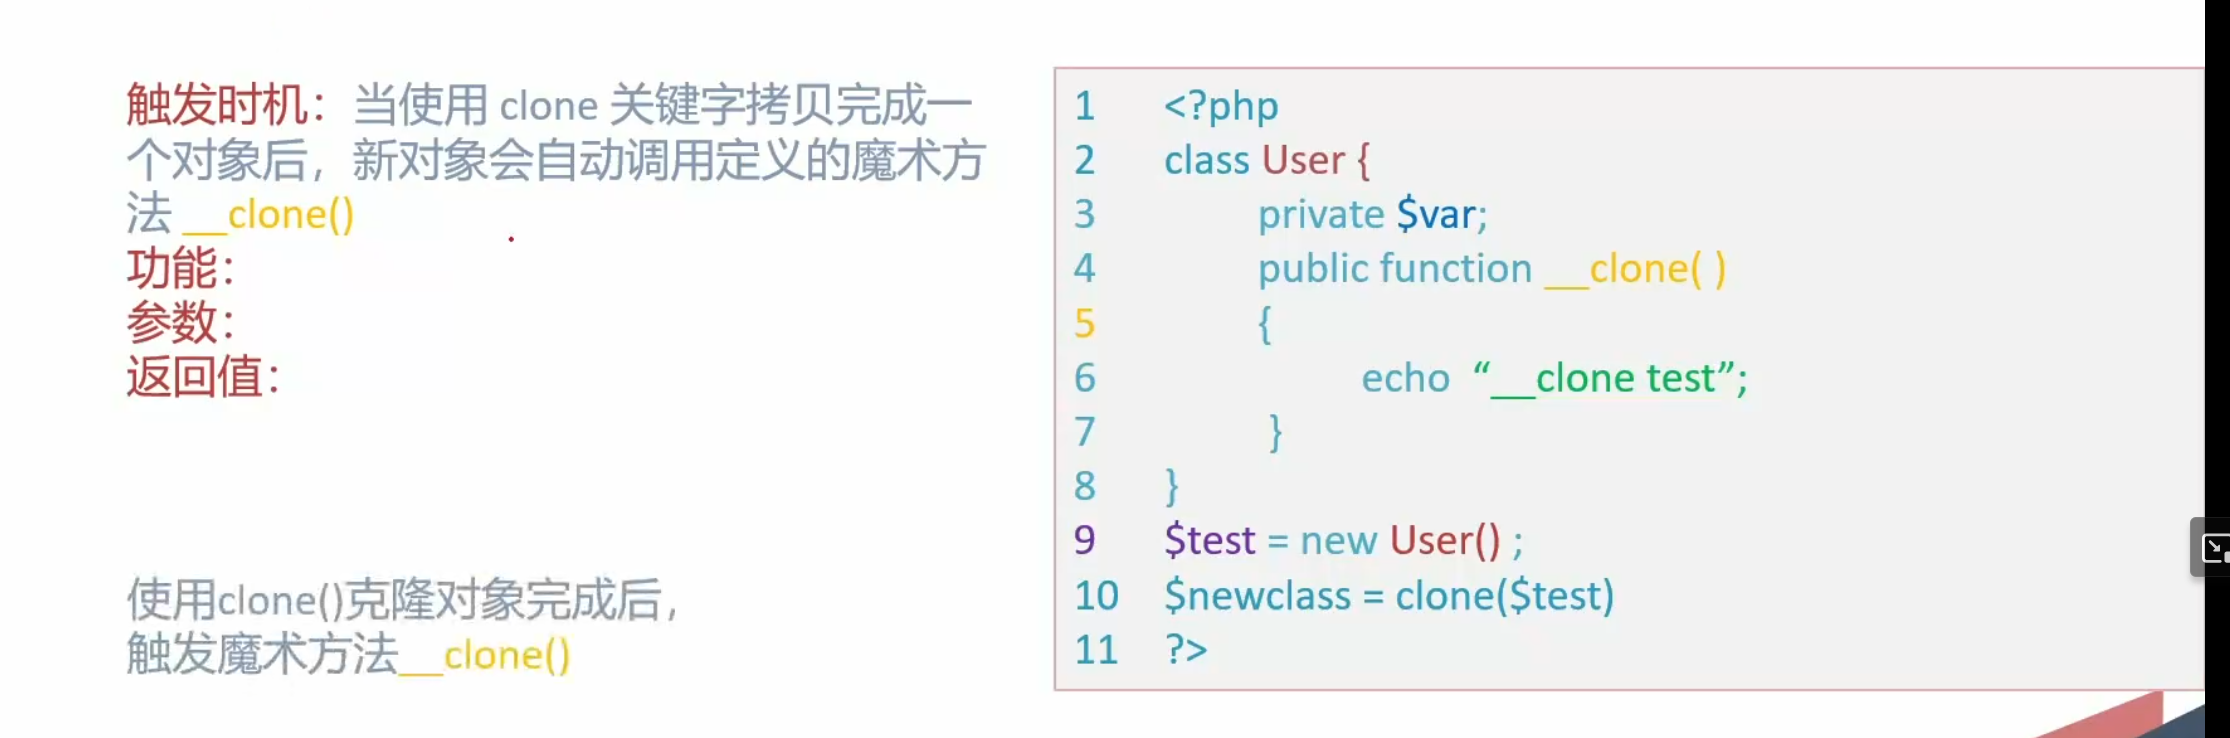 触发时机：当使用 clone 关键字拷贝完成一
个对象后，新对象会自动调用定义的魔术方
法 __clone()
功能：
参数：
返回值：
使用clone()克隆对象完成后，
触发魔术方法__clone()
1 <?php
2 class User {
3 private $var;
4 public function __clone( )
5 {
6 echo “__clone test”;
7 }
8 }
9 $test = new User() ;
10 $newclass = clone($test)
11 ?>